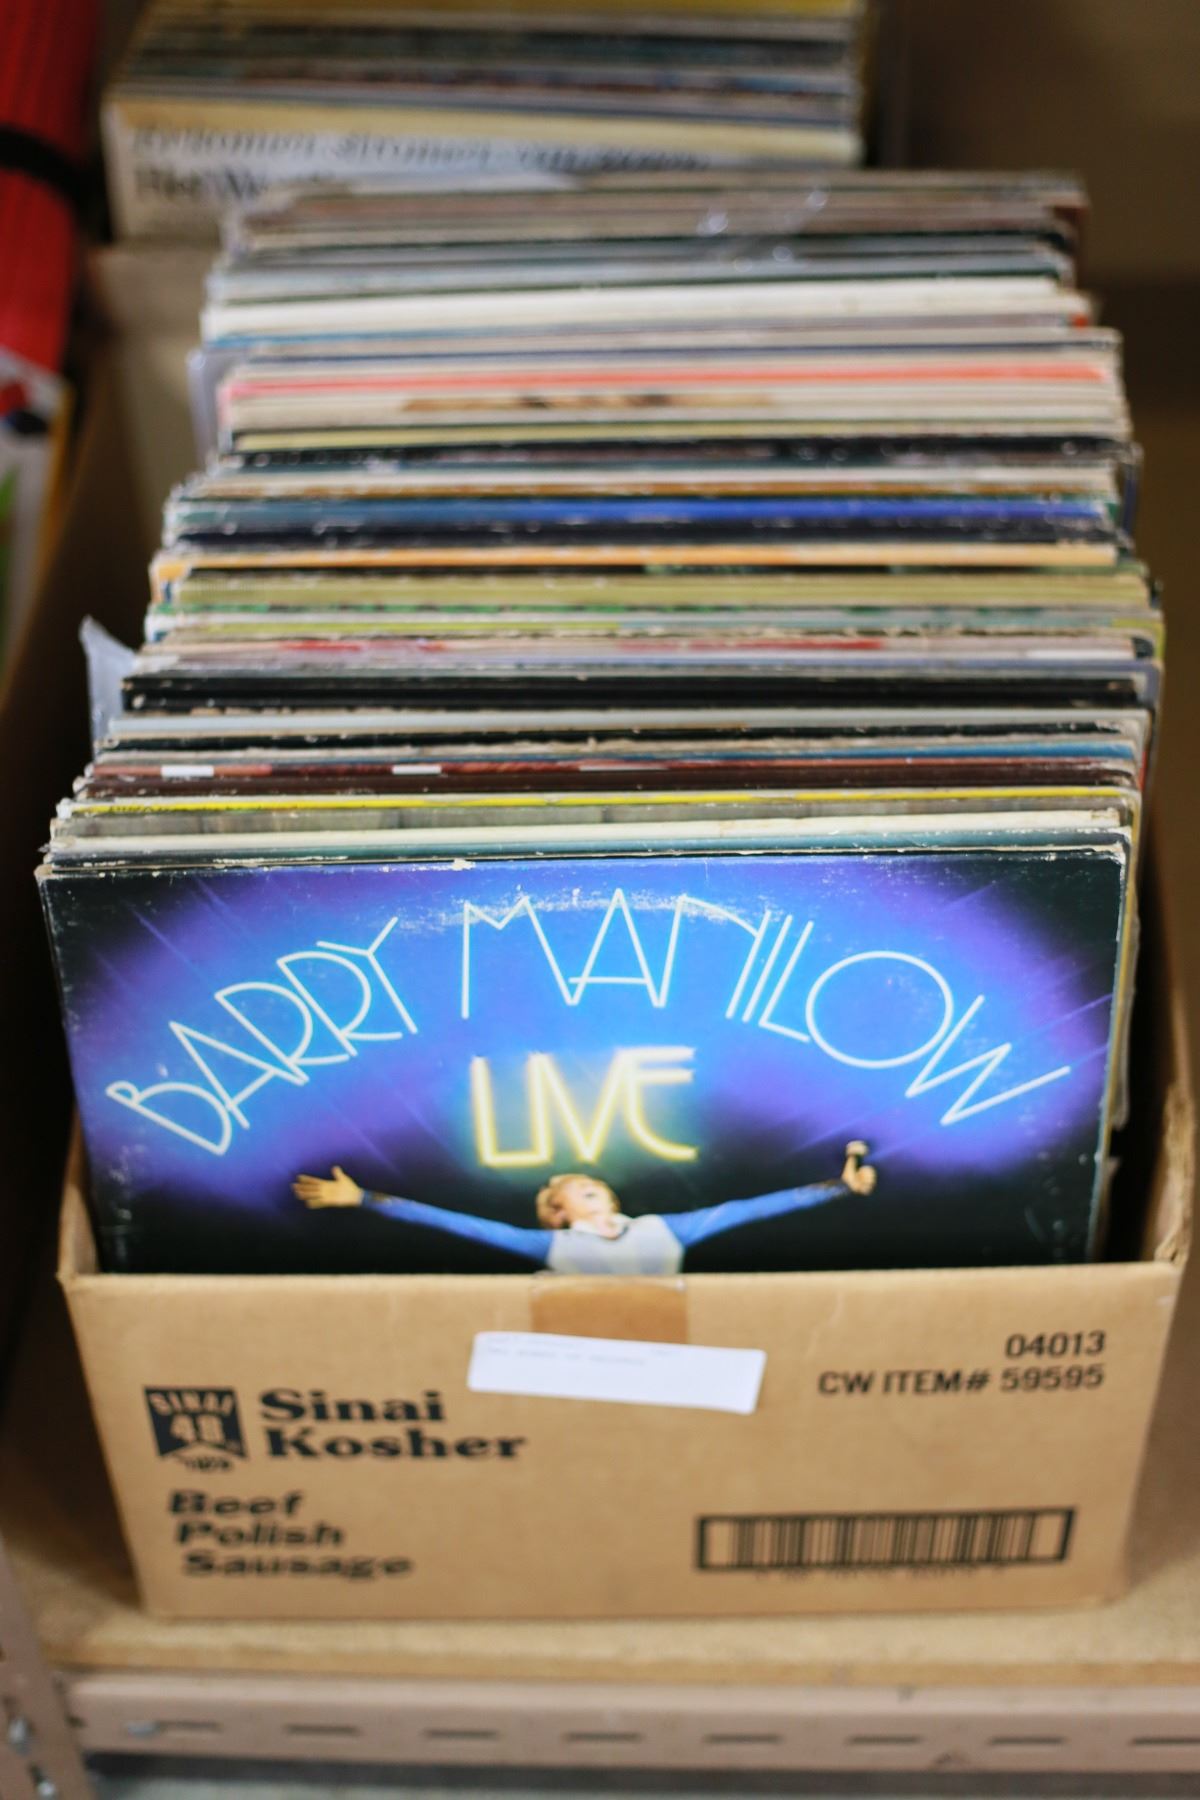 BARRY MANILOW
LIVE
04013
CW ITEM# 59595
SINAI
48
Sinai
Kosher
Beef
Polish
Sausage